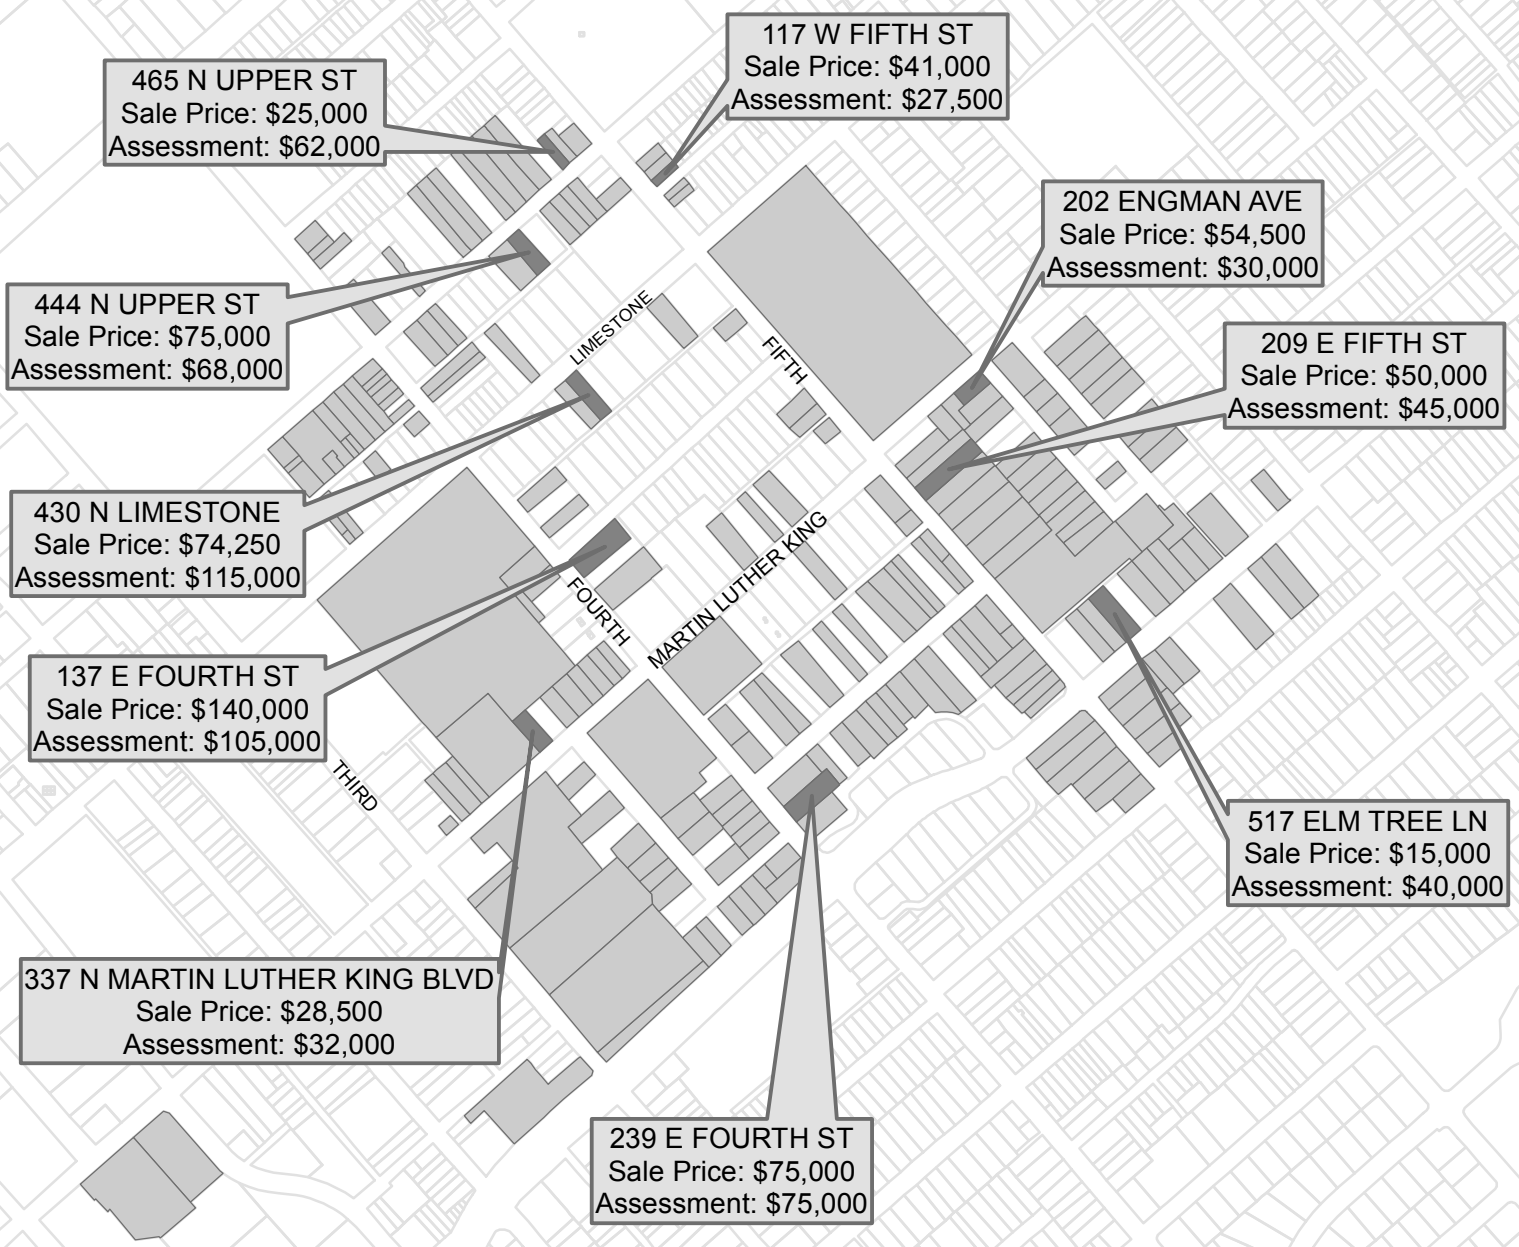 117 W FIFTH ST
Sale Price: $41,000
Assessment: $27,500
465 N UPPER ST
Sale Price: $25,000
Assessment: $62,000
202 ENGMAN AVE
Sale Price: $54,500
Assessment: $30,000
444 N UPPER ST
Sale Price: $75,000
Assessment: $68,000
LIMESTONE
FIFTH
209 E FIFTH ST
Sale Price: $50,000
Assessment: $45,000
430 N LIMESTONE
Sale Price: $74,250
Assessment: $115,000
MARTIN LUTHER KING
FOURTH
137 E FOURTH ST
Sale Price: $140,000
Assessment: $105,000
THIRD
517 ELM TREE LN
Sale Price: $15,000
Assessment: $40,000
337 N MARTIN LUTHER KING BLVD
Sale Price: $28,500
Assessment: $32,000
239 E FOURTH ST
Sale Price: $75,000
Assessment: $75,000